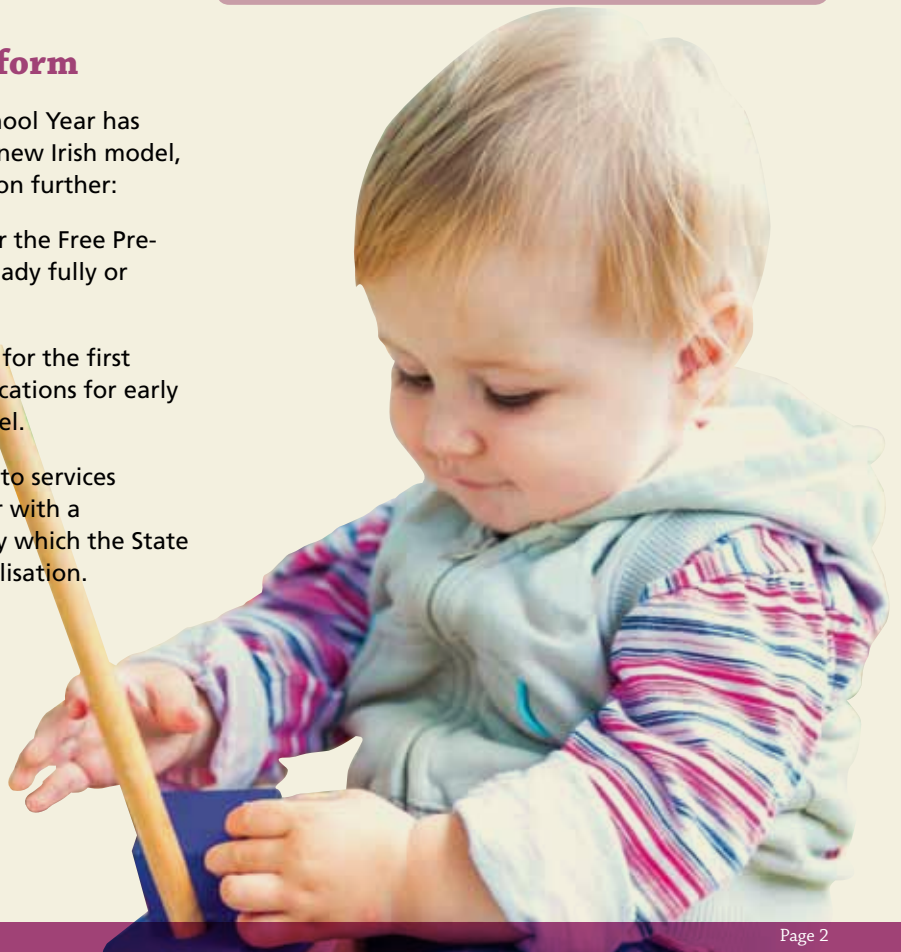 form
hool Year has
new Irish model,
on further:
r the Free Pre-
ady fully or
for the first
cations for early
el.
to services
r with a
y which the State
lisation.
Page 2